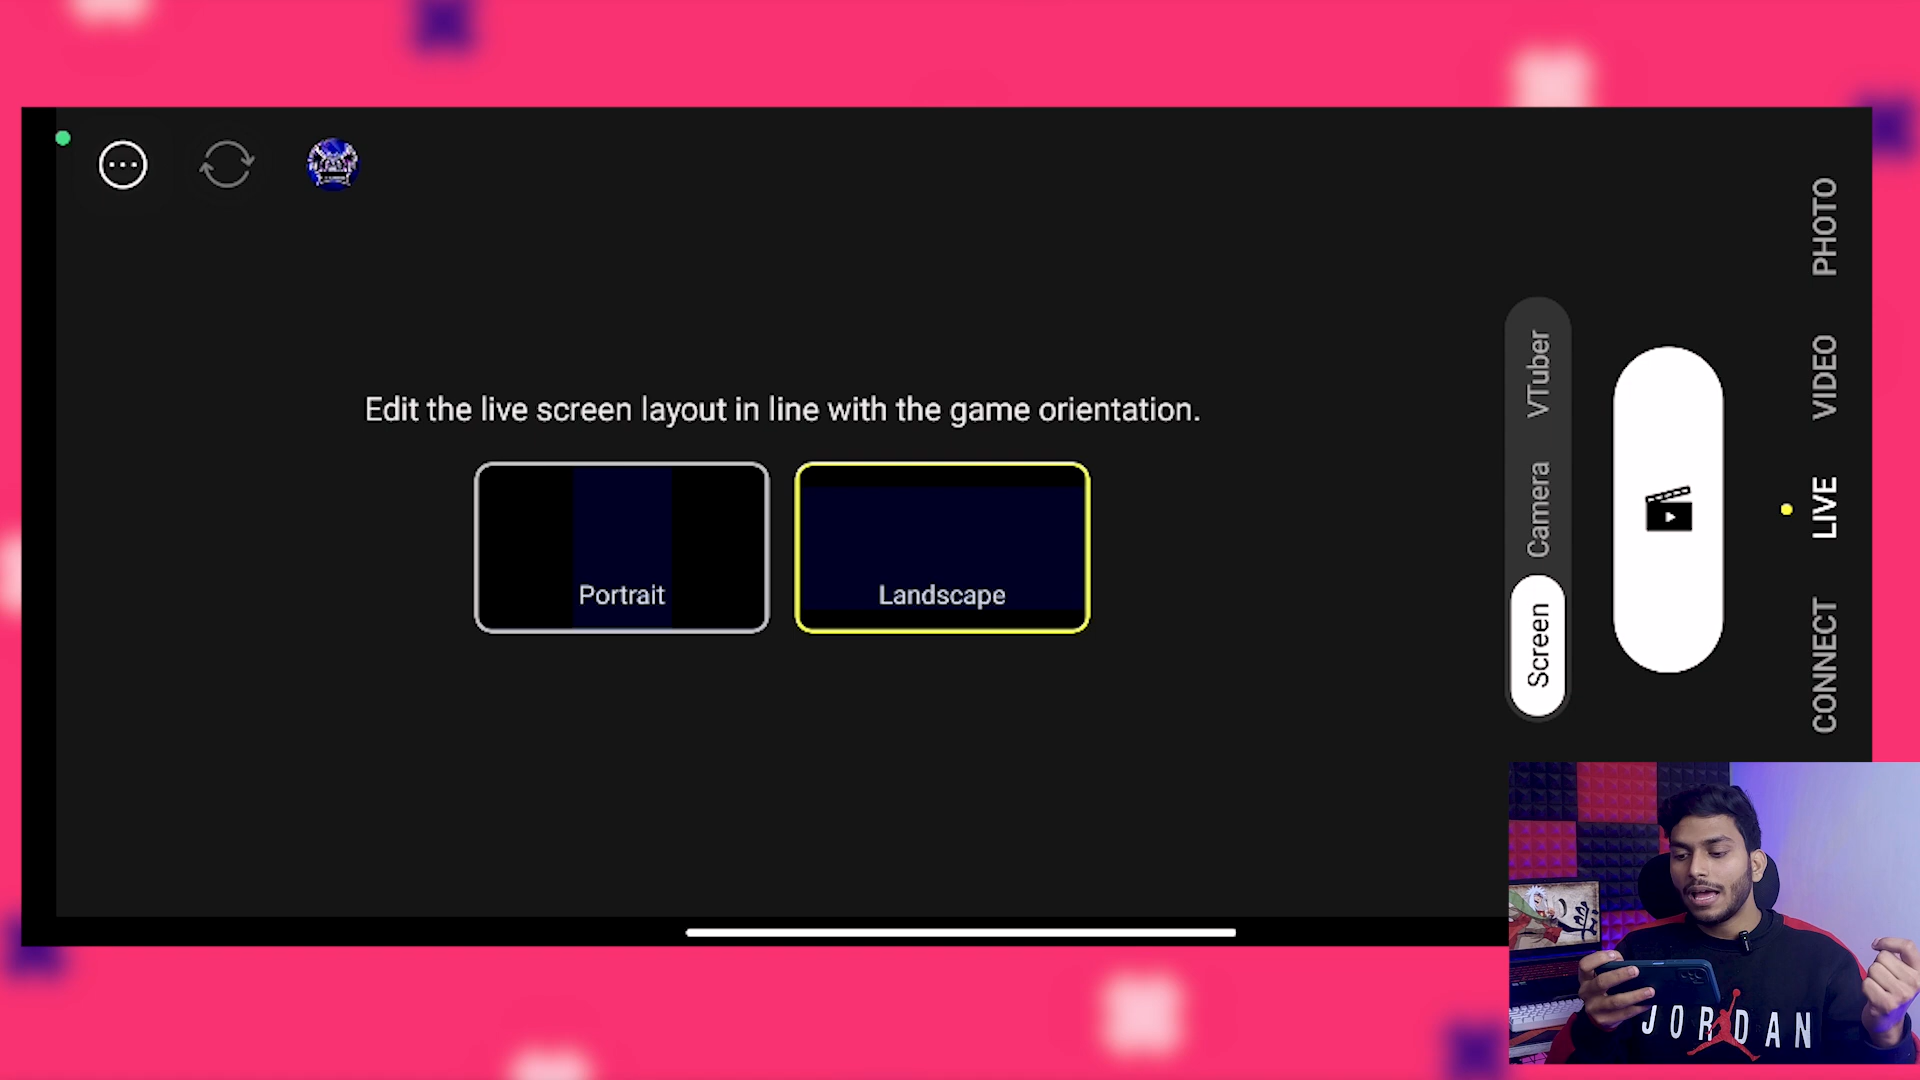 Edit the live screen layout in line with the game orientation.
Portrait
Landscape
VTuber
Camera
Screen
PHOTO
VIDEO
LIVE
CONNECT
JORDAN